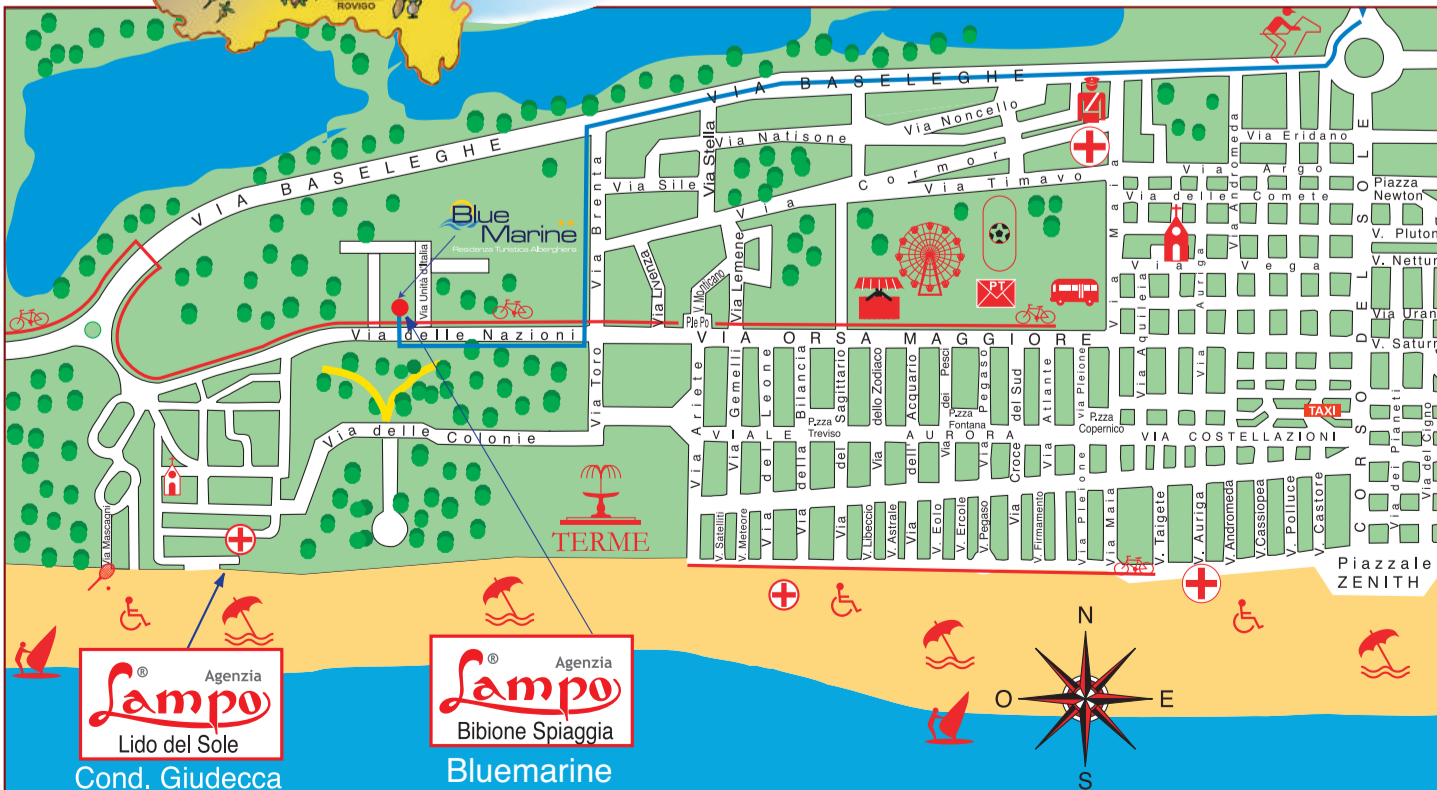 ROVIGO
VIA BASELEGHE
VIA BASELEGHE
Via Noncello
Via Natisone
Via Stella
Via Sile
Via Brenta
Via Cormor
Via Timavo
Via Maia
Via Eridano
Via Argo
Via Andromeda
Via delle Comete
Piazza
Newton
V. Pluton
V. Nettun
Via Vega
Via Auriga
Via Aquileia
Via Uran
V. Saturn
CORSO DEL SOLE
Blue
Marine
Residenza Turistica Alberghiera
Via Unità d'Italia
Via Livenza
V. Monticano
Via Lemene
P.le Po
PT
Via delle Nazioni
VIA ORSA MAGGIORE
Via Toro
Via delle Colonie
Via Ariete
Via Gemelli
Via del Leone
Via della Bilancia
P.zza
Treviso
Via del Sagittario
Via dello Zodiaco
Via dell'Acquario
Via dei Pesci
P.zza
Fontana
Via Pegaso
Via Croce del Sud
Via Atlante
Via Pleione
P.zza
Copernico
Via Aquileia
Via
TAXI
VIALE AURORA
VIA COSTELLAZIONI
Via dei Pianeti
Via del Cigno
V. Satelliti
V. Meteore
V. Libeccio
V. Astrale
V. Eolo
V. Ercole
V. Pegaso
V. Firmamento
Via Pleione
Via Maia
V. Taigete
V. Auriga
V. Andromeda
V. Cassiopea
V. Polluce
V. Castore
Piazzale
ZENITH
Via Mascagni
TERME
N
O
E
S
® Agenzia
Lampo
Lido del Sole
Cond. Giudecca
® Agenzia
Lampo
Bibione Spiaggia
Bluemarine